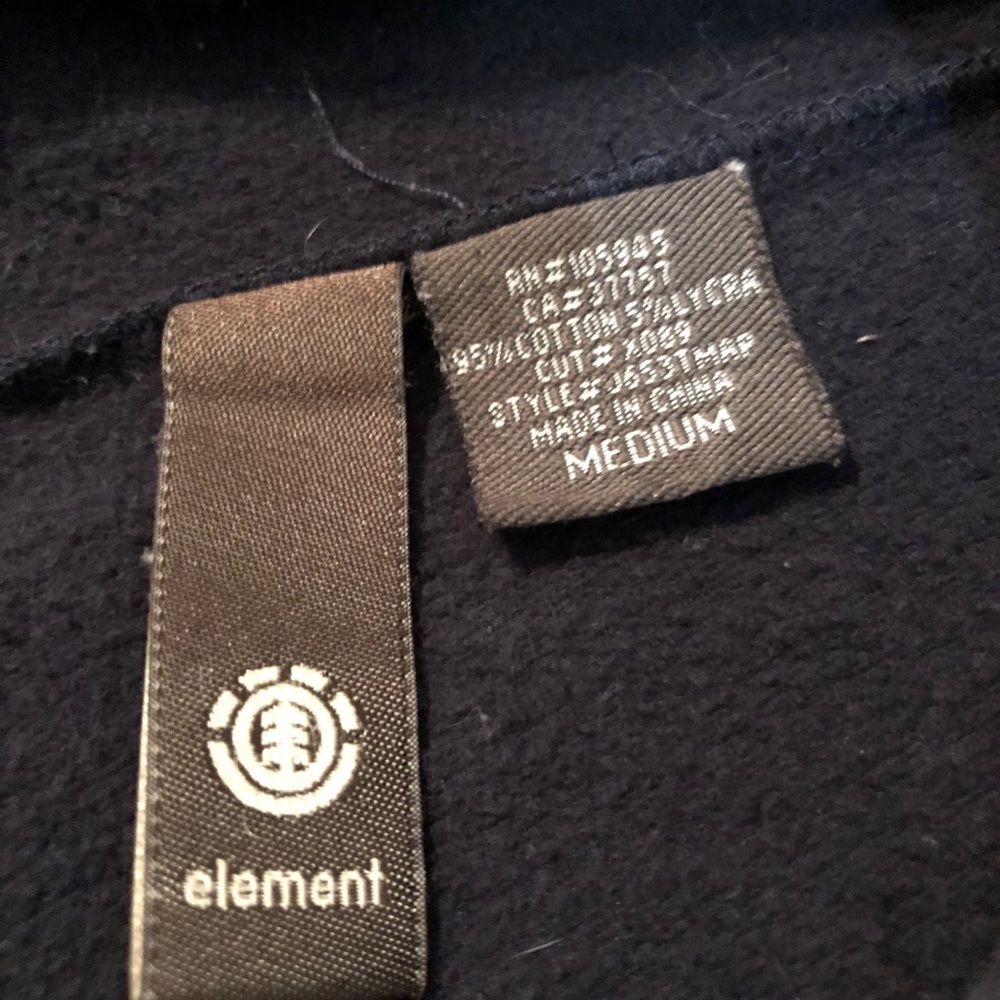 RN#105945
CA#37757
95%COTTON 5%LYCRA
CUT# X089
STYLE#J653TMAP
MADE IN CHINA
MEDIUM
element